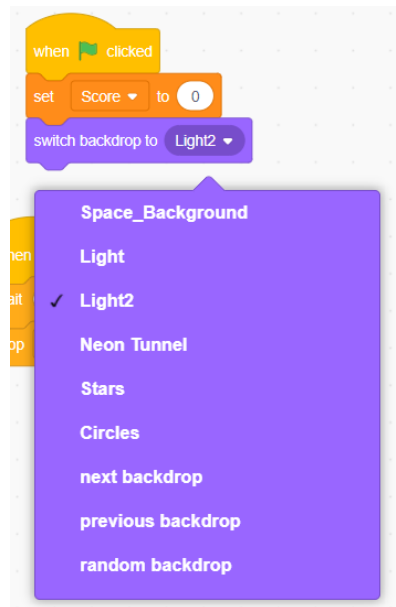 when clicked
set Score to 0
switch backdrop to Light2
Space_Background
Light
Light2
Neon Tunnel
Stars
Circles
next backdrop
previous backdrop
random backdrop